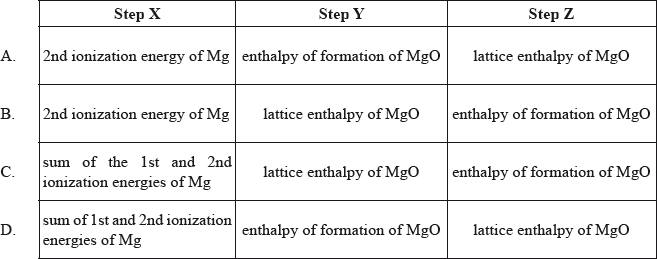 Step X Step Y Step Z
A. 2nd ionization energy of Mg enthalpy of formation of MgO lattice enthalpy of MgO
B. 2nd ionization energy of Mg lattice enthalpy of MgO enthalpy of formation of MgO
C. sum of the 1st and 2nd
ionization energies of Mg lattice enthalpy of MgO enthalpy of formation of MgO
D. sum of 1st and 2nd ionization
energies of Mg enthalpy of formation of MgO lattice enthalpy of MgO